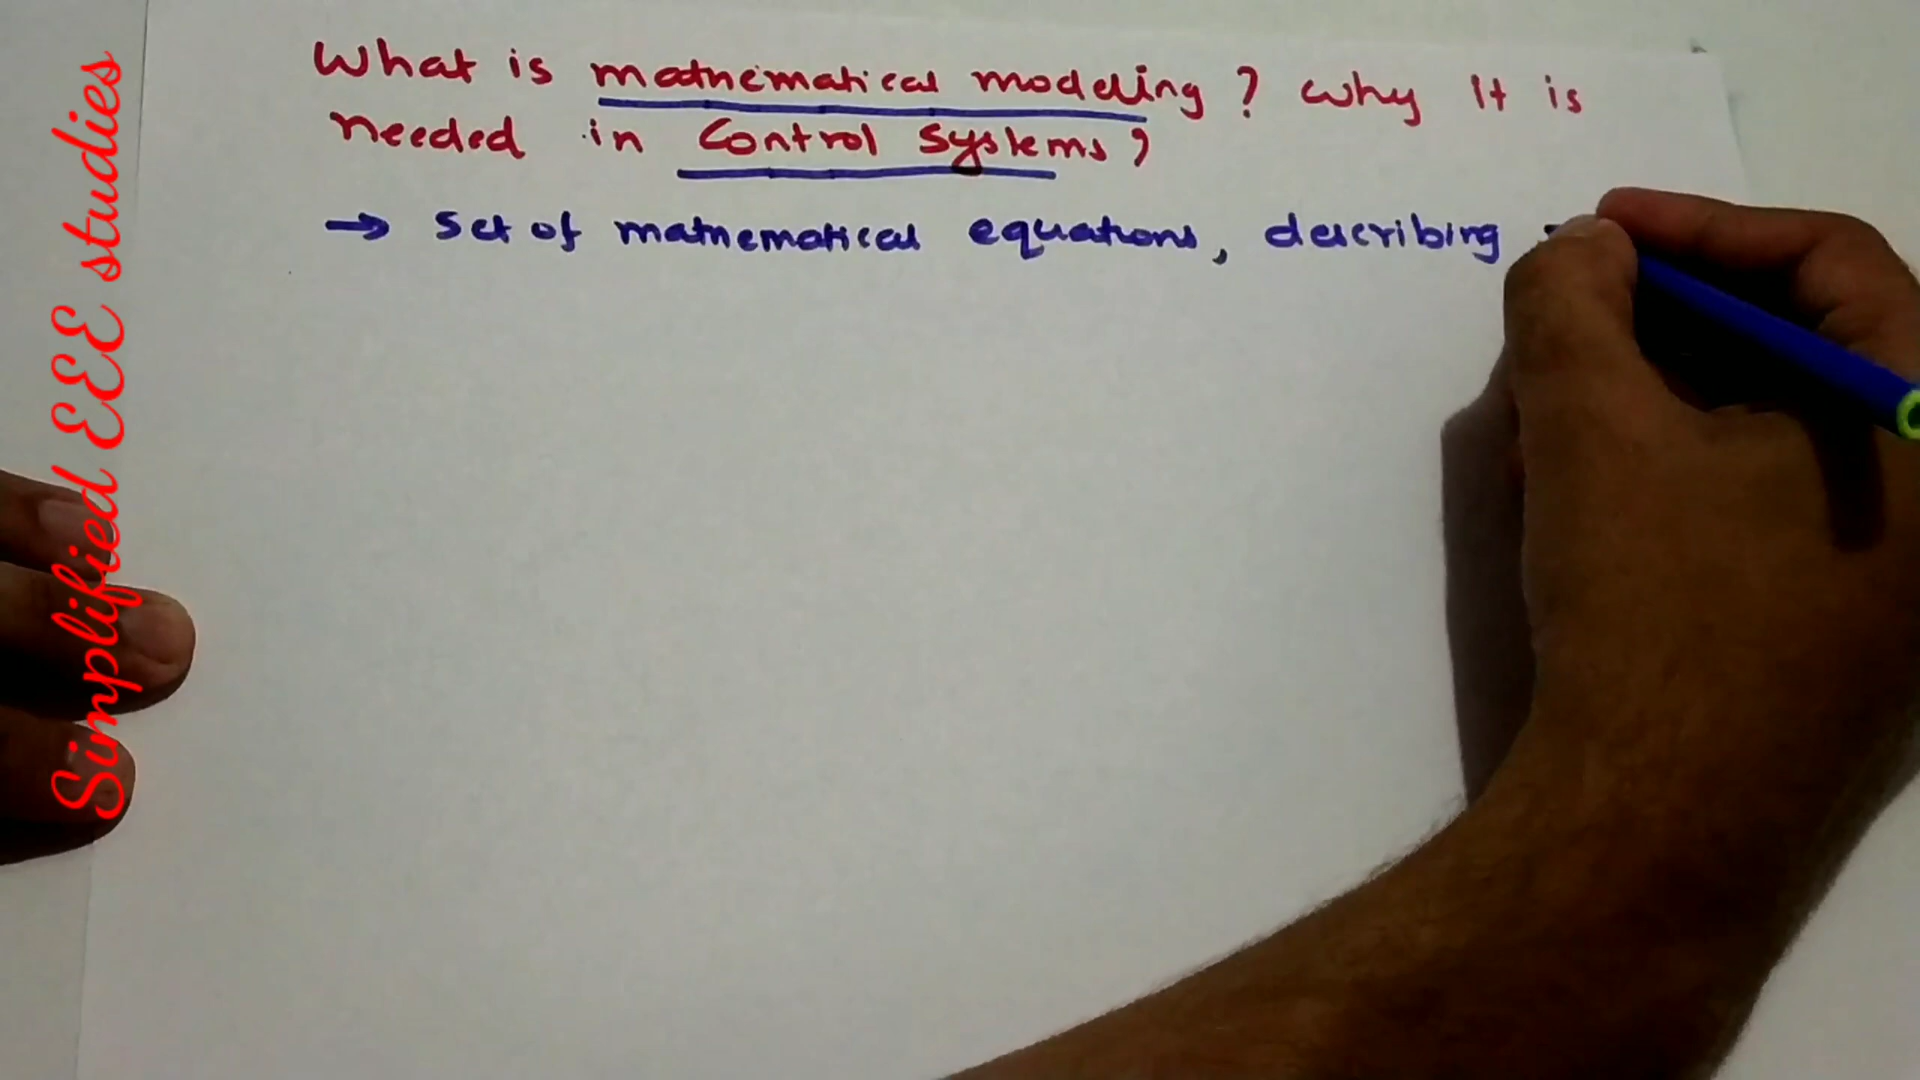 What is mathematical modeling? Why It is
needed in Control Systems?
→ Set of mathematical equations, describing
Simplified EEE studies